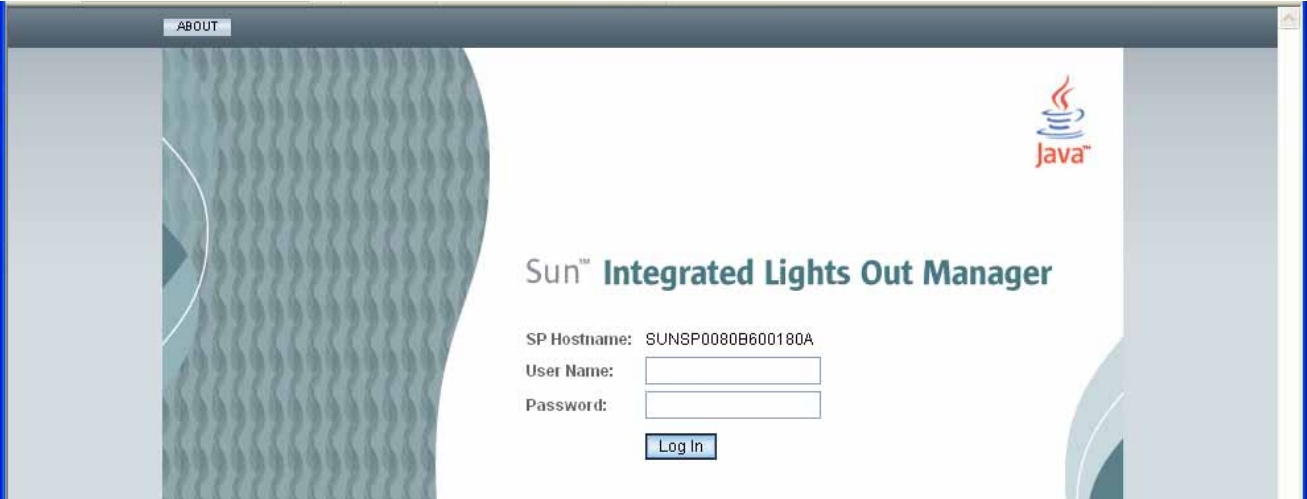 ABOUT
Java™
Sun™ Integrated Lights Out Manager
SP Hostname: SUNSP0080B600180A
User Name:
Password:
Log In